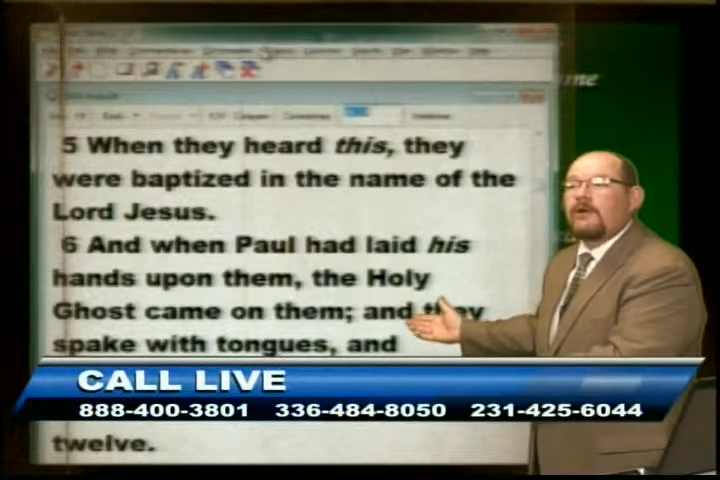 5 When they heard this, they
were baptized in the name of the
Lord Jesus.
6 And when Paul had laid his
hands upon them, the Holy
Ghost came on them; and they
spake with tongues, and
CALL LIVE
888-400-3801 336-484-8050 231-425-6044
twelve.